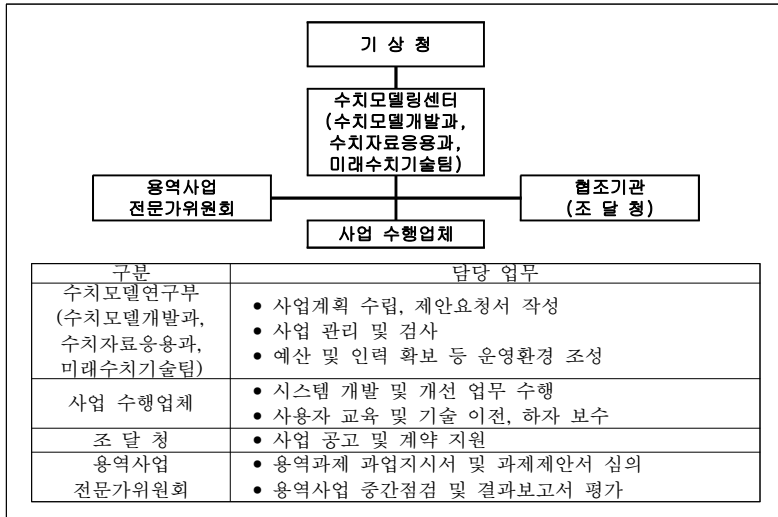 기 상 청
수치모델링센터
(수치모델개발과,
수치자료응용과,
미래수치기술팀)
용역사업
전문가위원회
협조기관
(조 달 청)
사업 수행업체
구분 담당 업무
수치모델연구부
(수치모델개발과,
수치자료응용과,
미래수치기술팀)
• 사업계획 수립, 제안요청서 작성
• 사업 관리 및 검사
• 예산 및 인력 확보 등 운영환경 조성
사업 수행업체
• 시스템 개발 및 개선 업무 수행
• 사용자 교육 및 기술 이전, 하자 보수
조 달 청
• 사업 공고 및 계약 지원
용역사업
전문가위원회
• 용역과제 과업지시서 및 과제제안서 심의
• 용역사업 중간점검 및 결과보고서 평가